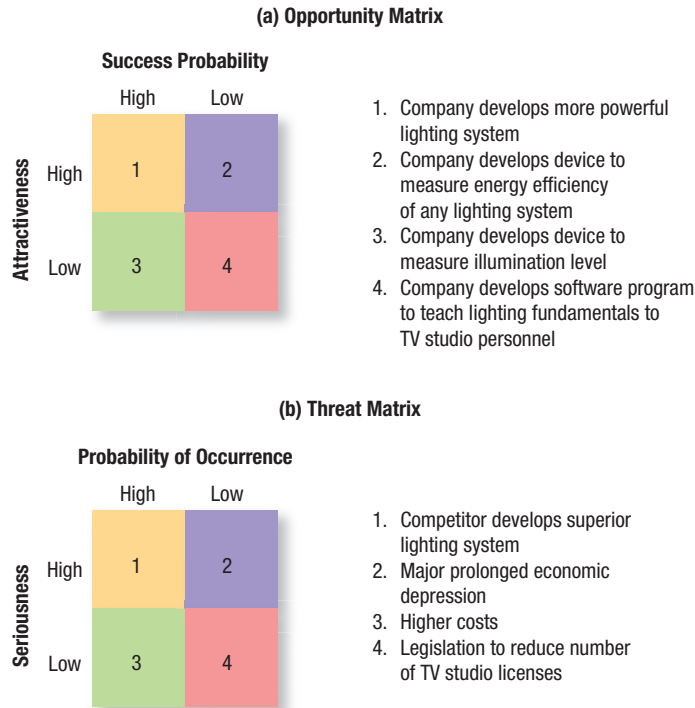 (a) Opportunity Matrix
Success Probability
High Low
Attractiveness
High 1 2
Low 3 4
1. Company develops more powerful
lighting system
2. Company develops device to
measure energy efficiency
of any lighting system
3. Company develops device to
measure illumination level
4. Company develops software program
to teach lighting fundamentals to
TV studio personnel
(b) Threat Matrix
Probability of Occurrence
High Low
Seriousness
High 1 2
Low 3 4
1. Competitor develops superior
lighting system
2. Major prolonged economic
depression
3. Higher costs
4. Legislation to reduce number
of TV studio licenses